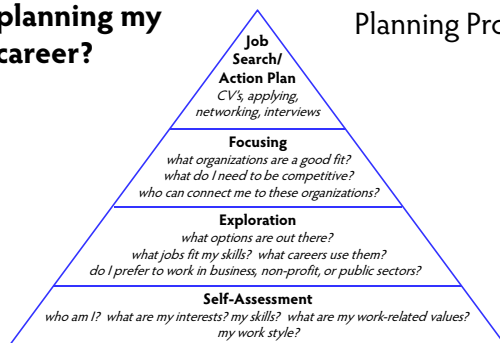 planning my
career?
Planning Pro
Job
Search/
Action Plan
CV's, applying,
networking, interviews
Focusing
what organizations are a good fit?
what do I need to be competitive?
who can connect me to these organizations?
Exploration
what options are out there?
what jobs fit my skills?  what careers use them?
do I prefer to work in business, non-profit, or public sectors?
Self-Assessment
who am I?  what are my interests? my skills?  what are my work-related values?
my work style?